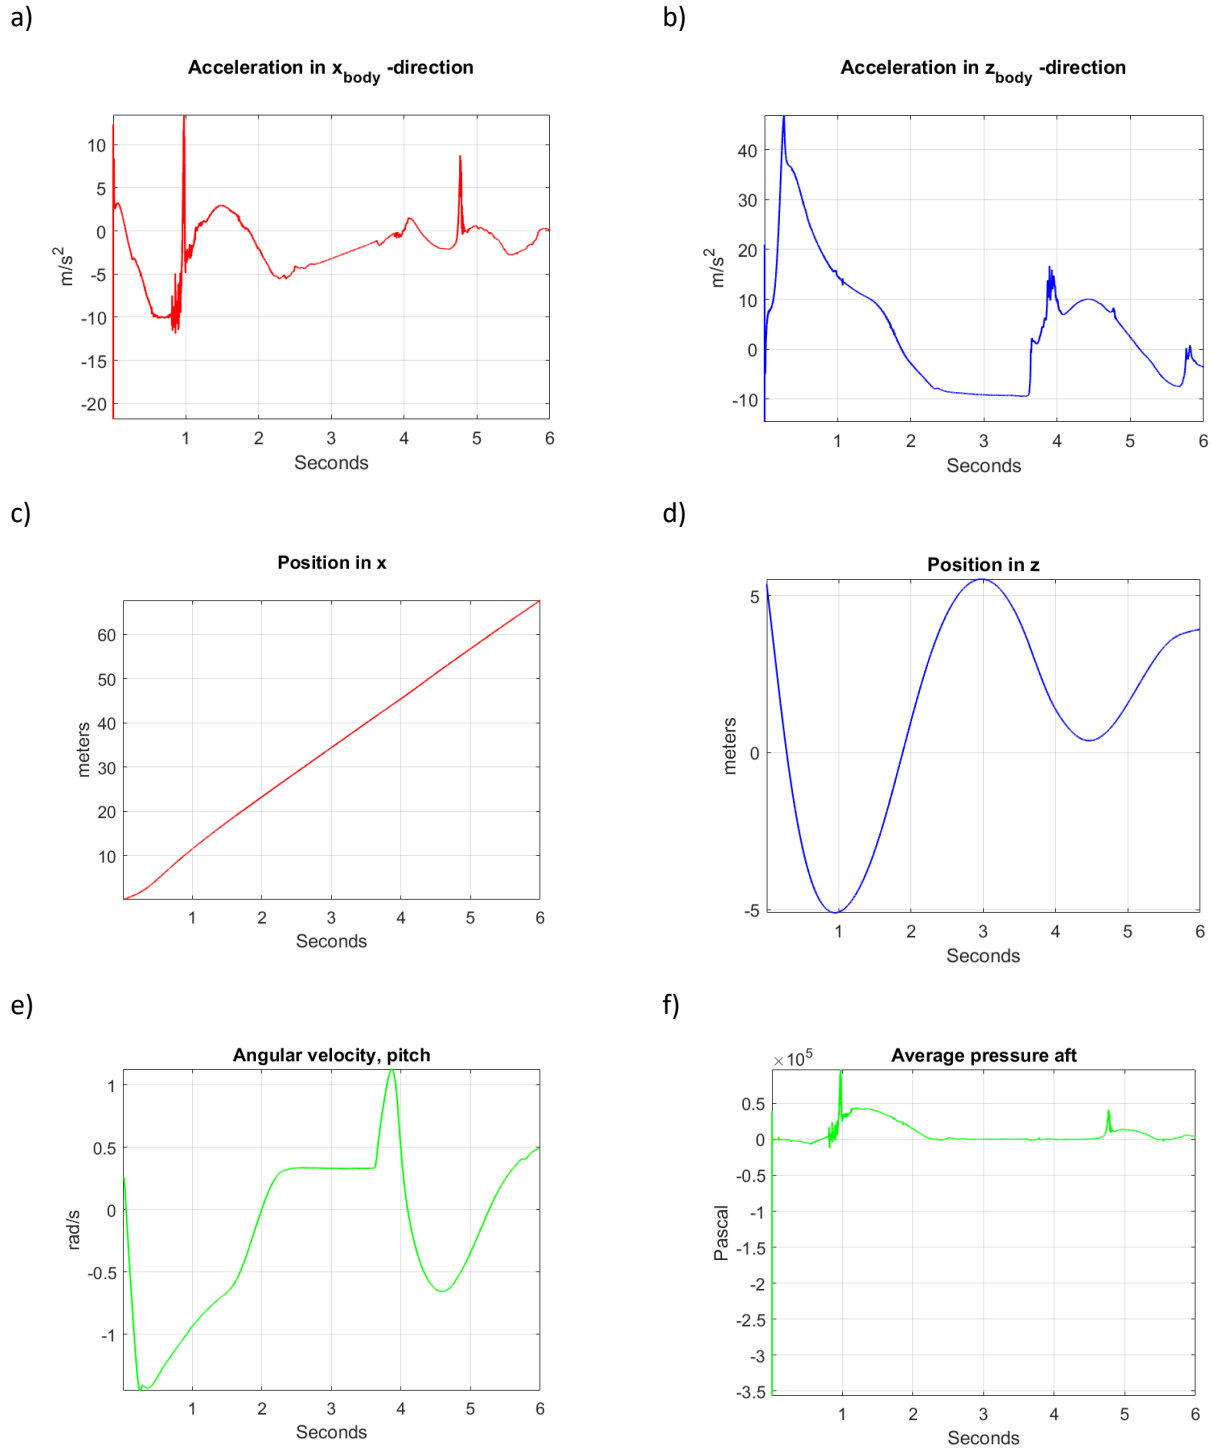 a)
Acceleration in x_body -direction
10
5
0
-5
-10
-15
-20
m/s²
1 2 3 4 5 6
Seconds
b)
Acceleration in z_body -direction
40
30
20
10
0
-10
m/s²
1 2 3 4 5 6
Seconds
c)
Position in x
60
50
40
30
20
10
meters
1 2 3 4 5 6
Seconds
d)
Position in z
5
0
-5
meters
1 2 3 4 5 6
Seconds
e)
Angular velocity, pitch
1
0.5
0
-0.5
-1
rad/s
1 2 3 4 5 6
Seconds
f)
×10⁵
Average pressure aft
0.5
0
-0.5
-1
-1.5
-2
-2.5
-3
-3.5
Pascal
1 2 3 4 5 6
Seconds